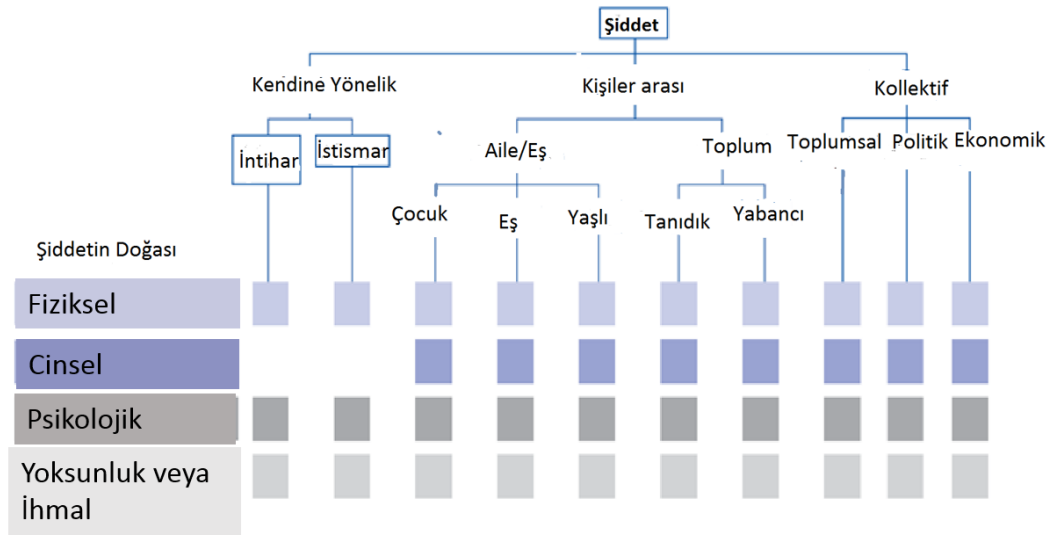 Şiddet
Kendine Yönelik
Kişiler arası
Kollektif
İntihar
İstismar
Aile/Eş
Toplum
Toplumsal
Politik
Ekonomik
Çocuk
Eş
Yaşlı
Tanıdık
Yabancı
Şiddetin Doğası
Fiziksel
Cinsel
Psikolojik
Yoksunluk veya
İhmal